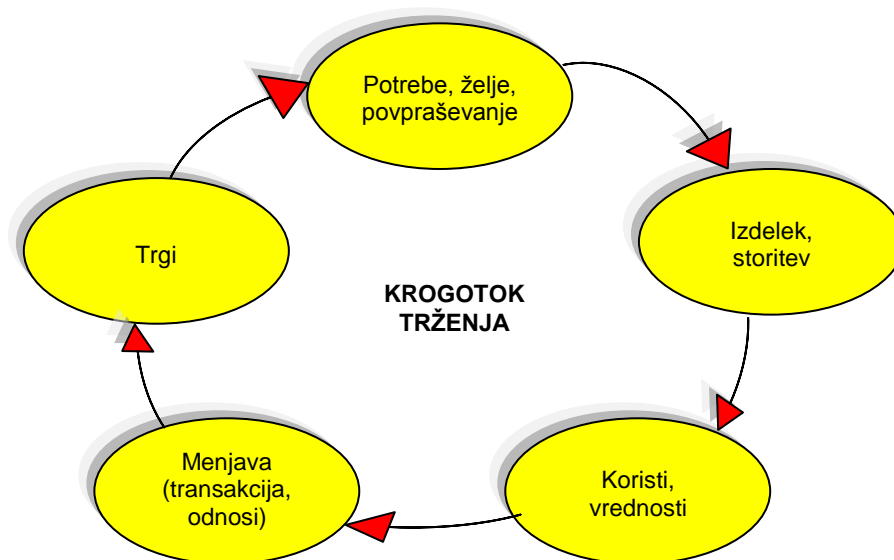 Potrebe, želje,
povpraševanje
Izdelek,
storitev
Trgi
KROGOTOK
TRŽENJA
Menjava
(transakcija,
odnosi)
Koristi,
vrednosti